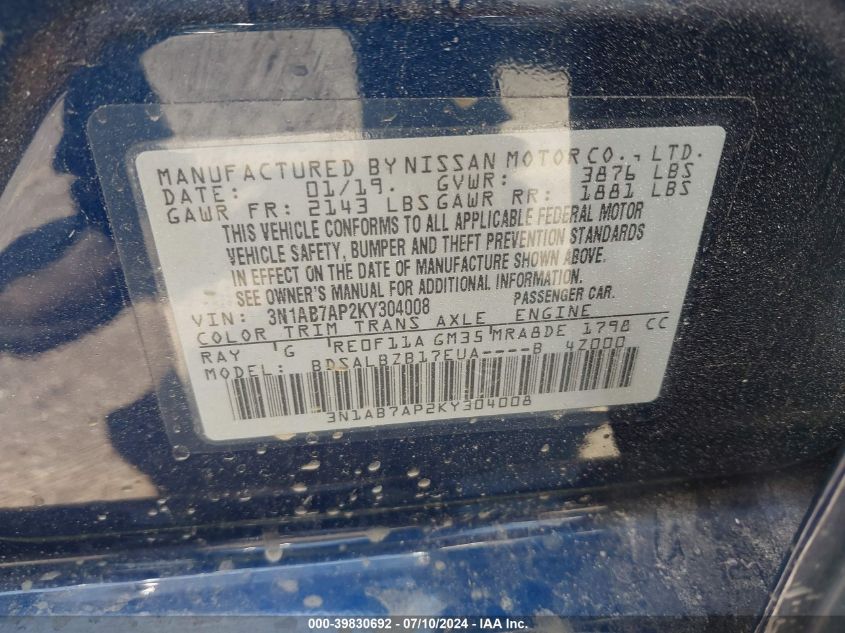 MANUFACTURED BY NISSAN MOTOR CO., LTD.
DATE: 01/19. GVWR: 3876 LBS
GAWR FR: 2143 LBS GAWR RR: 1881 LBS
THIS VEHICLE CONFORMS TO ALL APPLICABLE FEDERAL MOTOR
VEHICLE SAFETY, BUMPER AND THEFT PREVENTION STANDARDS
IN EFFECT ON THE DATE OF MANUFACTURE SHOWN ABOVE.
SEE OWNER'S MANUAL FOR ADDITIONAL INFORMATION.
VIN: 3N1AB7AP2KY304008 PASSENGER CAR.
COLOR TRIM TRANS AXLE ENGINE
RAY G RE0F11A GM35 MRA8DE 1798 CC
MODEL: BDSALBZB17EUA----B 4Z000
3N1AB7AP2KY304008
000-39830692 - 07/10/2024 - IAA Inc.